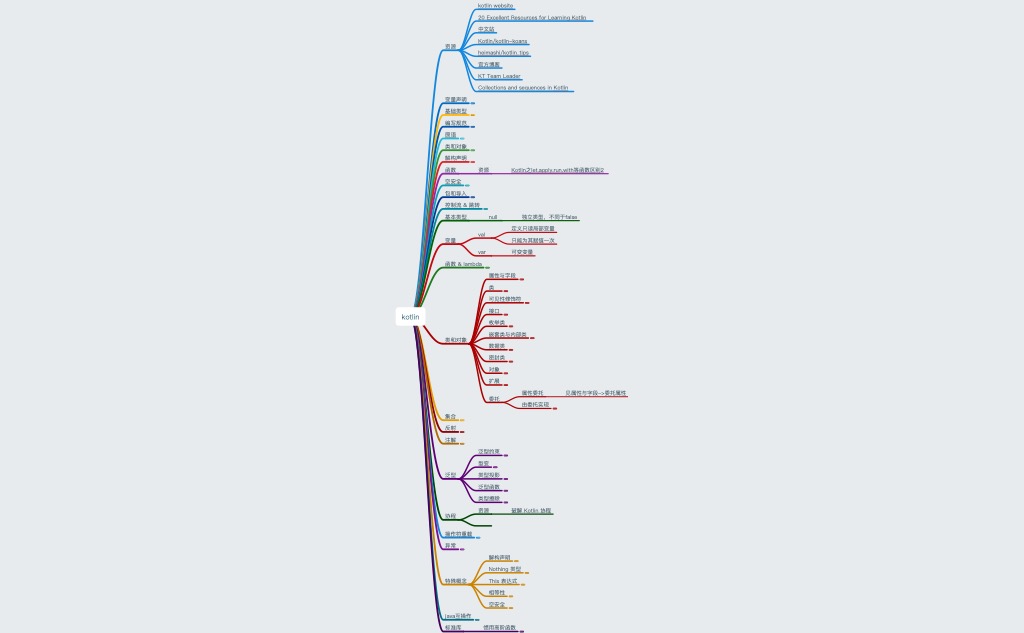 kotlin website
20 Excellent Resources for Learning Kotlin
中文站
Kotlin/kotlin-koans
heimashi/kotlin_tips
官方博客
KT Team Leader
Collections and sequences in Kotlin
资源
变量声明
基础类型
编写规范
类和对象
解构声明
函数
资源
Kotlin之let,apply,run,with等函数区别2
空安全
包和导入
控制流 & 跳转
基本类型
null
独立类型，不同于false
变量
val
定义只读局部变量
只能为其赋值一次
var
可变变量
函数 & lambda
kotlin
类和对象
属性与字段
类
可见性修饰符
接口
枚举类
嵌套类与内部类
数据类
密封类
对象
扩展
委托
属性委托
见属性与字段->委托属性
由委托实现
集合
反射
注解
泛型
泛型约束
型变
类型投影
泛型函数
类型擦除
协程
资源
破解 Kotlin 协程
操作符重载
异常
特殊概念
解构声明
Nothing 类型
This 表达式
相等性
空安全
java互操作
标准库
惯用高阶函数